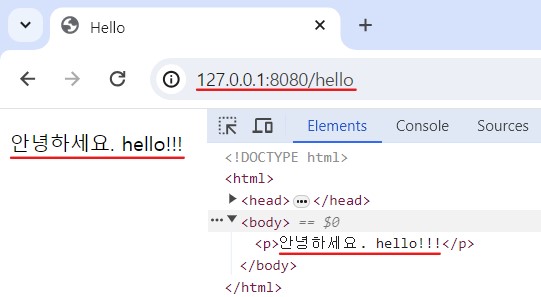 Hello
127.0.0.1:8080/hello
안녕하세요. hello!!!
Elements Console Sources
<!DOCTYPE html>
<html>
<head> ••• </head>
••• <body> == $0
<p>안녕하세요. hello!!!</p>
</body>
</html>